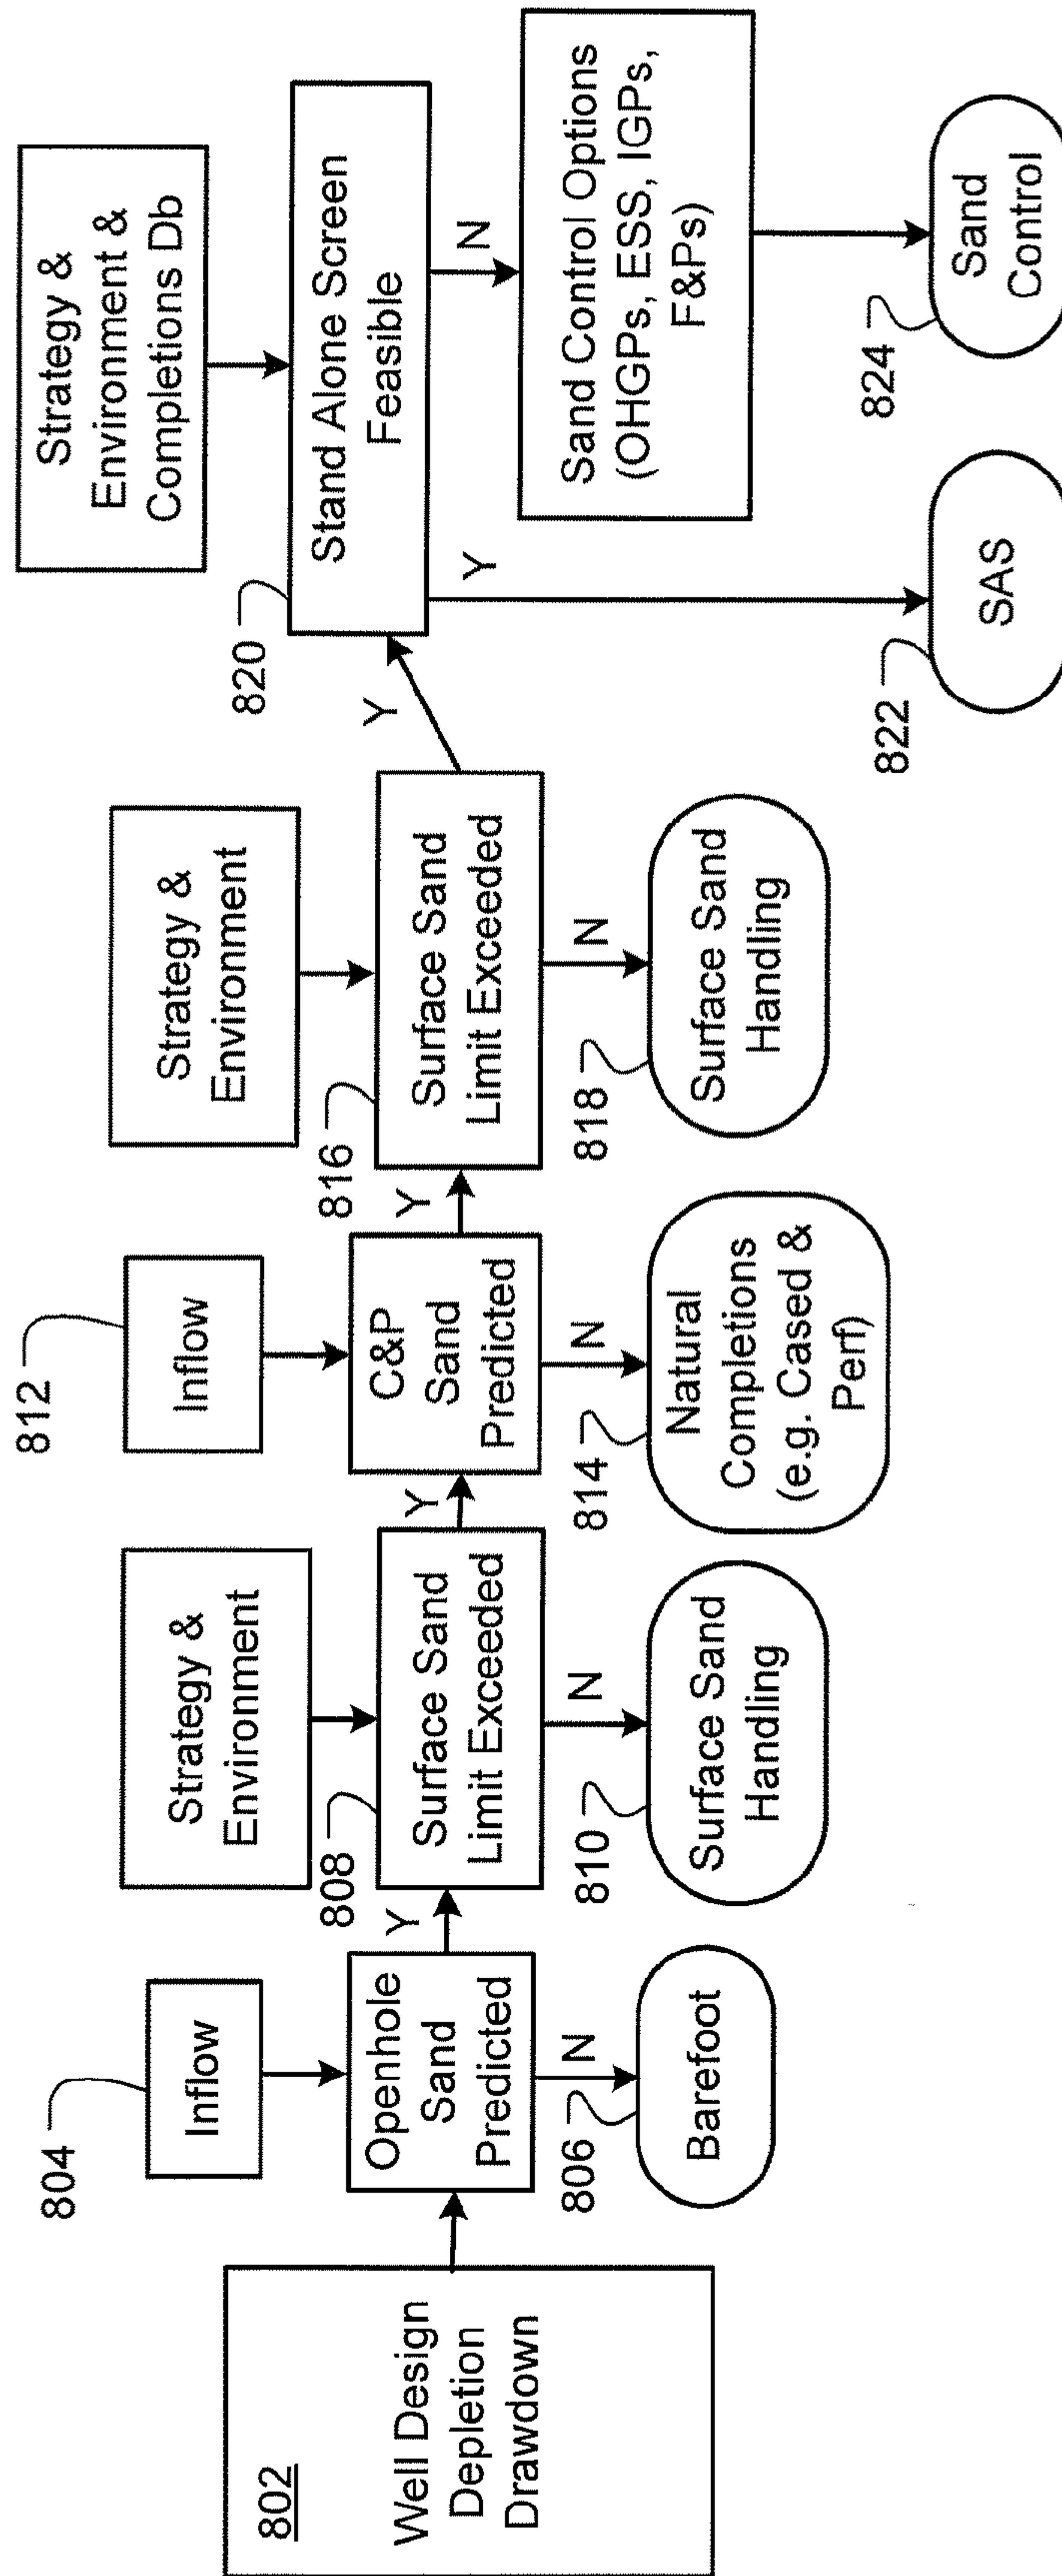 802
Well Design
Depletion
Drawdown
804
Inflow
Openhole
Sand
Predicted
Y
N
806
Barefoot
Strategy &
Environment
808
Surface Sand
Limit Exceeded
Y
N
810
Surface Sand
Handling
812
Inflow
C&P
Sand
Predicted
Y
N
814
Natural
Completions
(e.g. Cased &
Perf)
Strategy &
Environment
816
Surface Sand
Limit Exceeded
Y
N
818
Surface Sand
Handling
Strategy &
Environment &
Completions Db
820
Stand Alone Screen
Feasible
Y
N
Sand Control Options
(OHGPs, ESS, IGPs,
F&Ps)
822
SAS
824
Sand
Control